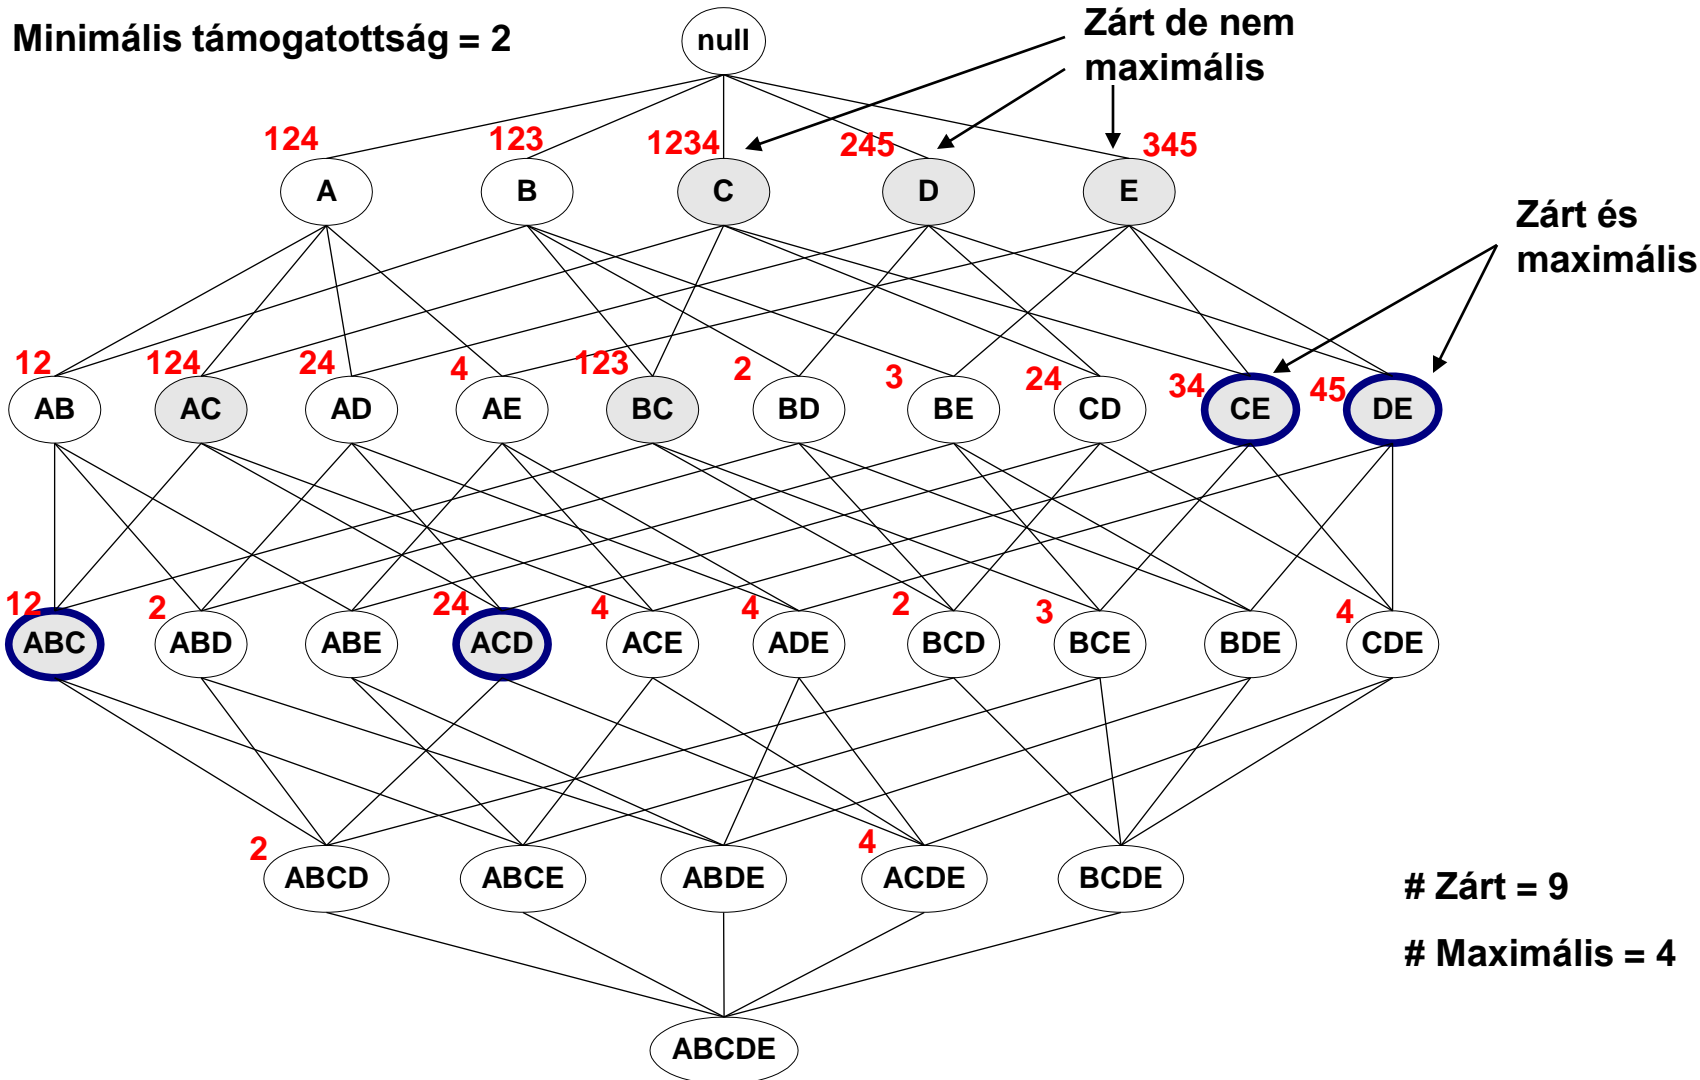 Minimális támogatottság = 2
null
Zárt de nem
maximális
124
123
1234
245
345
A
B
C
D
E
Zárt és
maximális
12
124
24
4
123
2
3
24
34
45
AB
AC
AD
AE
BC
BD
BE
CD
CE
DE
12
2
24
4
4
2
3
4
ABC
ABD
ABE
ACD
ACE
ADE
BCD
BCE
BDE
CDE
2
4
ABCD
ABCE
ABDE
ACDE
BCDE
# Zárt = 9
# Maximális = 4
ABCDE